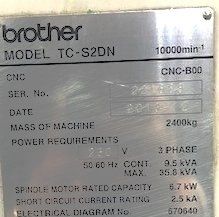 brother
MODEL TC-S2DN 10000min⁻¹
CNC CNC-B00
SER. No.
DATE
MASS OF MACHINE 2400kg
POWER REQUIREMENTS
V 3 PHASE
50·60 Hz CONT. 9.5 kVA
MAX. 35.8 kVA
SPINDLE MOTOR RATED CAPACITY 6.7 kW
SHORT CIRCUIT CURRENT RATING 2.5 kA
ELECTRICAL DIAGRAM No. 670640